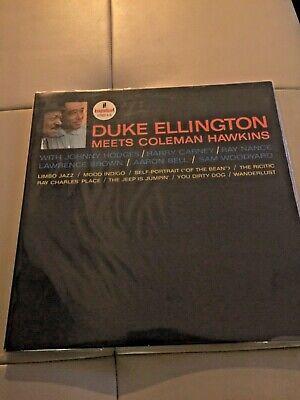 impulse!
DUKE ELLINGTON
MEETS COLEMAN HAWKINS
WITH JOHNNY HODGES / HARRY CARNEY / RAY NANCE
LAWRENCE BROWN / AARON BELL / SAM WOODYARD
LIMBO JAZZ / MOOD INDIGO / SELF-PORTRAIT ("OF THE BEAN") / THE RICITIC
RAY CHARLES' PLACE / THE JEEP IS JUMPIN' / YOU DIRTY DOG / WANDERLUST